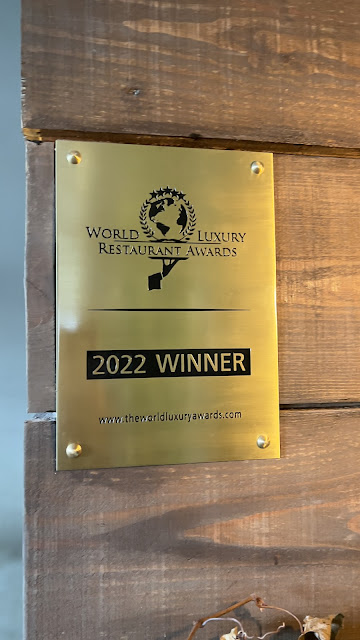 WORLD LUXURY
RESTAURANT AWARDS
2022 WINNER
www.theworldluxuryawards.com